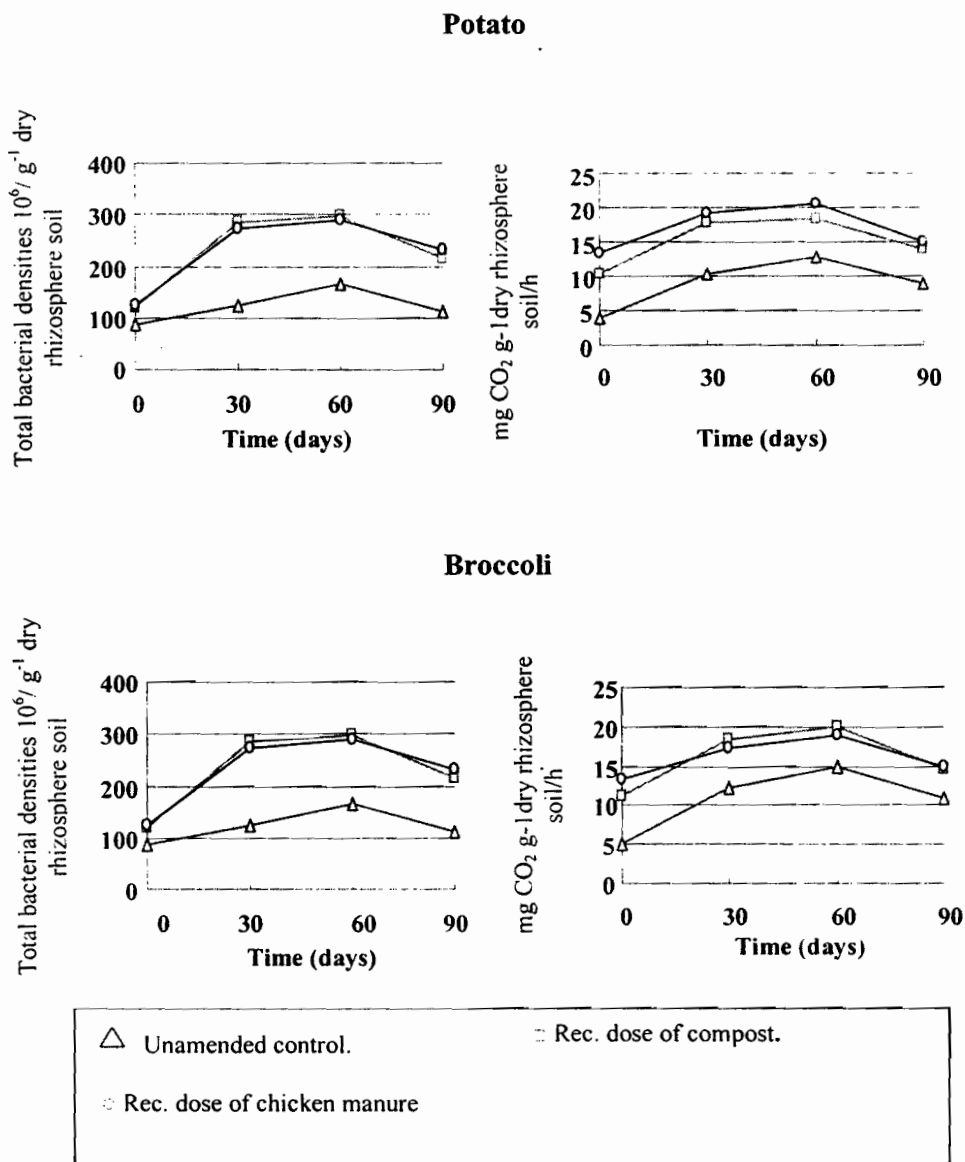 Potato
Total bacterial densities 10⁶/ g⁻¹ dry
rhizosphere soil
400
300
200
100
0
0 30 60 90
Time (days)
mg CO₂ g-1dry rhizosphere
soil/h
25
20
15
10
5
0
0 30 60 90
Time (days)
Broccoli
Total bacterial densities 10⁶/ g⁻¹ dry
rhizosphere soil
400
300
200
100
0
0 30 60 90
Time (days)
mg CO₂ g-1dry rhizosphere
soil/h
25
20
15
10
5
0
0 30 60 90
Time (days)
Unamended control.
Rec. dose of compost.
Rec. dose of chicken manure